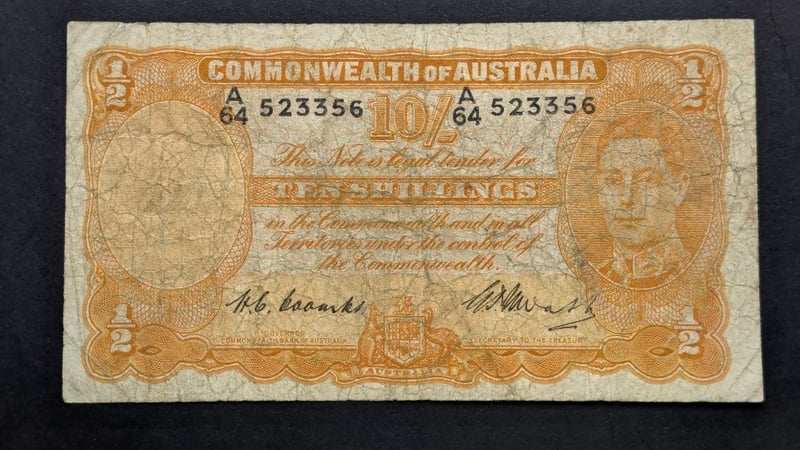 1/2 1/2
COMMONWEALTH OF AUSTRALIA
A/64 523356 A/64 523356
10/-
This Note is legal tender for
TEN SHILLINGS
in the Commonwealth and in all
Territories under the control of
the Commonwealth.
H.C. Coombs
1/2 1/2
GOVERNOR
COMMONWEALTH BANK OF AUSTRALIA
SECRETARY TO THE TREASURY
AUSTRALIA